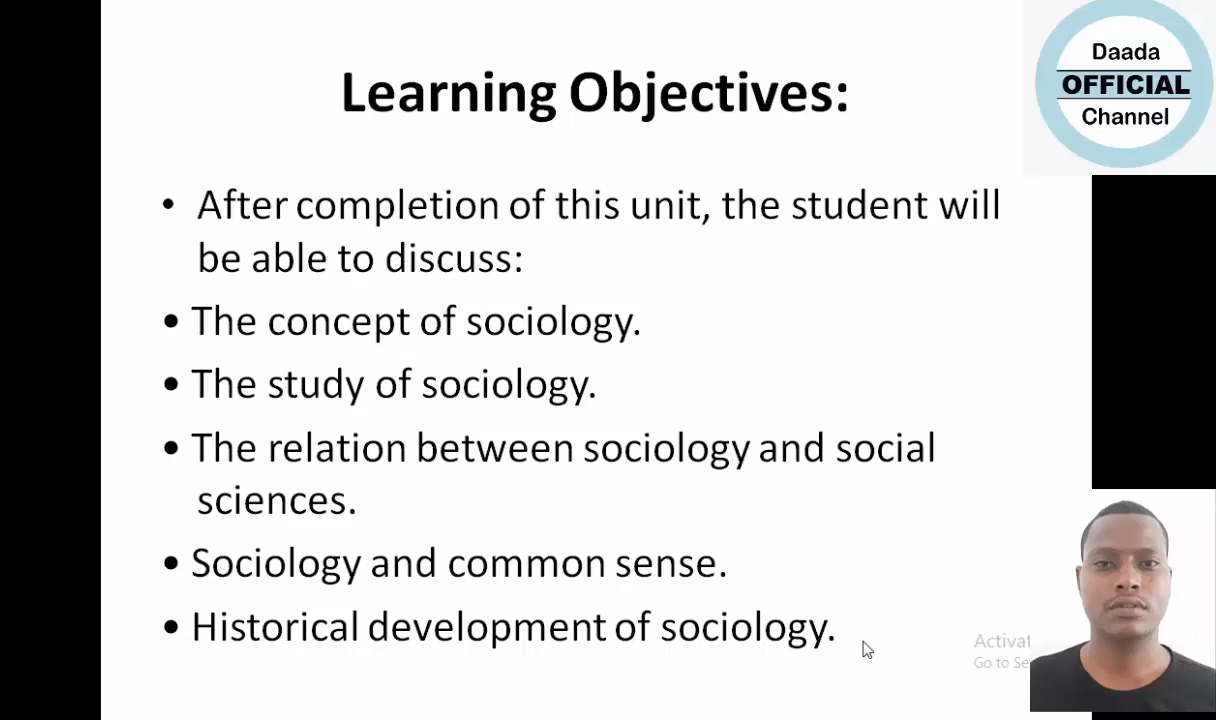 Daada
OFFICIAL
Channel
Learning Objectives:
• After completion of this unit, the student will
be able to discuss:
• The concept of sociology.
• The study of sociology.
• The relation between sociology and social
sciences.
• Sociology and common sense.
• Historical development of sociology.
Go to